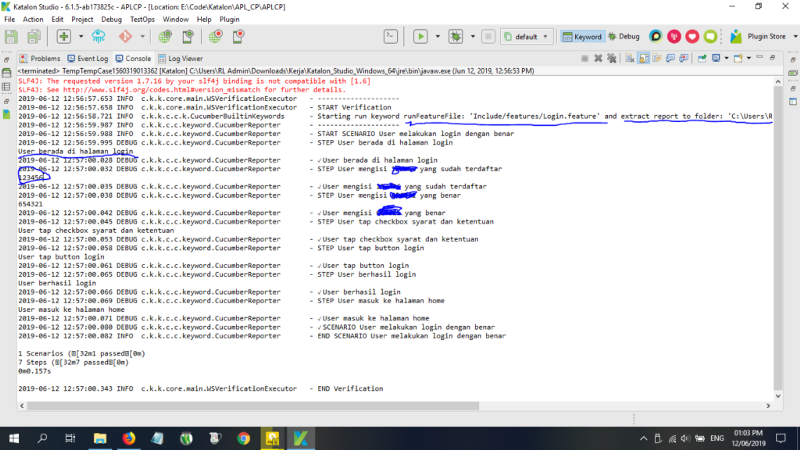 Katalon Studio - 6.1.5-ab173825c - APLCP - [Location: E:\Code\Katalon\APL_CP\APLCP]
File Action Edit Project Debug TestOps Window Help Plugin
default
Keyword
Debug
Plugin Store
Problems Event Log Console Log Viewer
<terminated> TempTempCase1560319013362 [Katalon] C:\Users\RL Admin\Downloads\Kerja\Katalon_Studio_Windows_64\jre\bin\javaw.exe (Jun 12, 2019, 12:56:53 PM)
SLF4J: The requested version 1.7.16 by your slf4j binding is not compatible with [1.6]
SLF4J: See http://www.slf4j.org/codes.html#version_mismatch for further details.
2019-06-12 12:56:57.653 INFO c.k.k.core.main.WSVerificationExecutor - --------------------
2019-06-12 12:56:57.658 INFO c.k.k.core.main.WSVerificationExecutor - START Verification
2019-06-12 12:56:58.721 INFO c.k.k.c.c.k.CucumberBuiltinKeywords - Starting run keyword runFeatureFile: 'Include/features/Login.feature' and extract report to folder: 'C:\Users\R
2019-06-12 12:56:59.987 INFO c.k.k.c.c.keyword.CucumberReporter - --------------------
2019-06-12 12:56:59.988 INFO c.k.k.c.c.keyword.CucumberReporter - START SCENARIO User melakukan login dengan benar
2019-06-12 12:56:59.995 DEBUG c.k.k.c.c.keyword.CucumberReporter - STEP User berada di halaman login
User berada di halaman login
2019-06-12 12:57:00.028 DEBUG c.k.k.c.c.keyword.CucumberReporter - ✓User berada di halaman login
2019-06-12 12:57:00.032 DEBUG c.k.k.c.c.keyword.CucumberReporter - STEP User mengisi yang sudah terdaftar
123456
2019-06-12 12:57:00.035 DEBUG c.k.k.c.c.keyword.CucumberReporter - ✓User mengisi yang sudah terdaftar
2019-06-12 12:57:00.038 DEBUG c.k.k.c.c.keyword.CucumberReporter - STEP User mengisi yang benar
654321
2019-06-12 12:57:00.042 DEBUG c.k.k.c.c.keyword.CucumberReporter - ✓User mengisi yang benar
2019-06-12 12:57:00.045 DEBUG c.k.k.c.c.keyword.CucumberReporter - STEP User tap checkbox syarat dan ketentuan
User tap checkbox syarat dan ketentuan
2019-06-12 12:57:00.053 DEBUG c.k.k.c.c.keyword.CucumberReporter - ✓User tap checkbox syarat dan ketentuan
2019-06-12 12:57:00.058 DEBUG c.k.k.c.c.keyword.CucumberReporter - STEP User tap button login
User tap button login
2019-06-12 12:57:00.061 DEBUG c.k.k.c.c.keyword.CucumberReporter - ✓User tap button login
2019-06-12 12:57:00.065 DEBUG c.k.k.c.c.keyword.CucumberReporter - STEP User berhasil login
User berhasil login
2019-06-12 12:57:00.066 DEBUG c.k.k.c.c.keyword.CucumberReporter - ✓User berhasil login
2019-06-12 12:57:00.069 DEBUG c.k.k.c.c.keyword.CucumberReporter - STEP User masuk ke halaman home
User masuk ke halaman home
2019-06-12 12:57:00.071 DEBUG c.k.k.c.c.keyword.CucumberReporter - ✓User masuk ke halaman home
2019-06-12 12:57:00.080 DEBUG c.k.k.c.c.keyword.CucumberReporter - ✓SCENARIO User melakukan login dengan benar
2019-06-12 12:57:00.082 INFO c.k.k.c.c.keyword.CucumberReporter - END SCENARIO User melakukan login dengan benar
1 Scenarios ([32m1 passed[0m)
7 Steps ([32m7 passed[0m)
0m0.157s
2019-06-12 12:57:00.343 INFO c.k.k.core.main.WSVerificationExecutor - END Verification
ENG
01:03 PM
12/06/2019